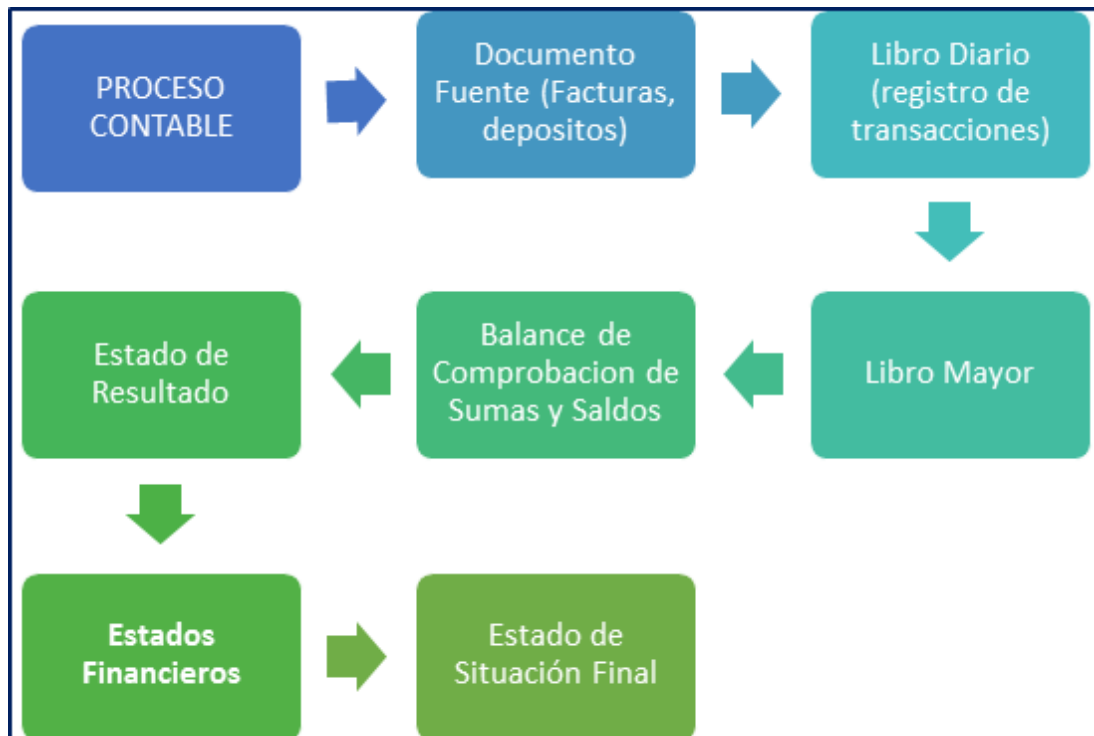 PROCESO
CONTABLE
Documento
Fuente (Facturas,
depositos)
Libro Diario
(registro de
transacciones)
Libro Mayor
Balance de
Comprobacion de
Sumas y Saldos
Estado de
Resultado
Estados
Financieros
Estado de
Situación Final